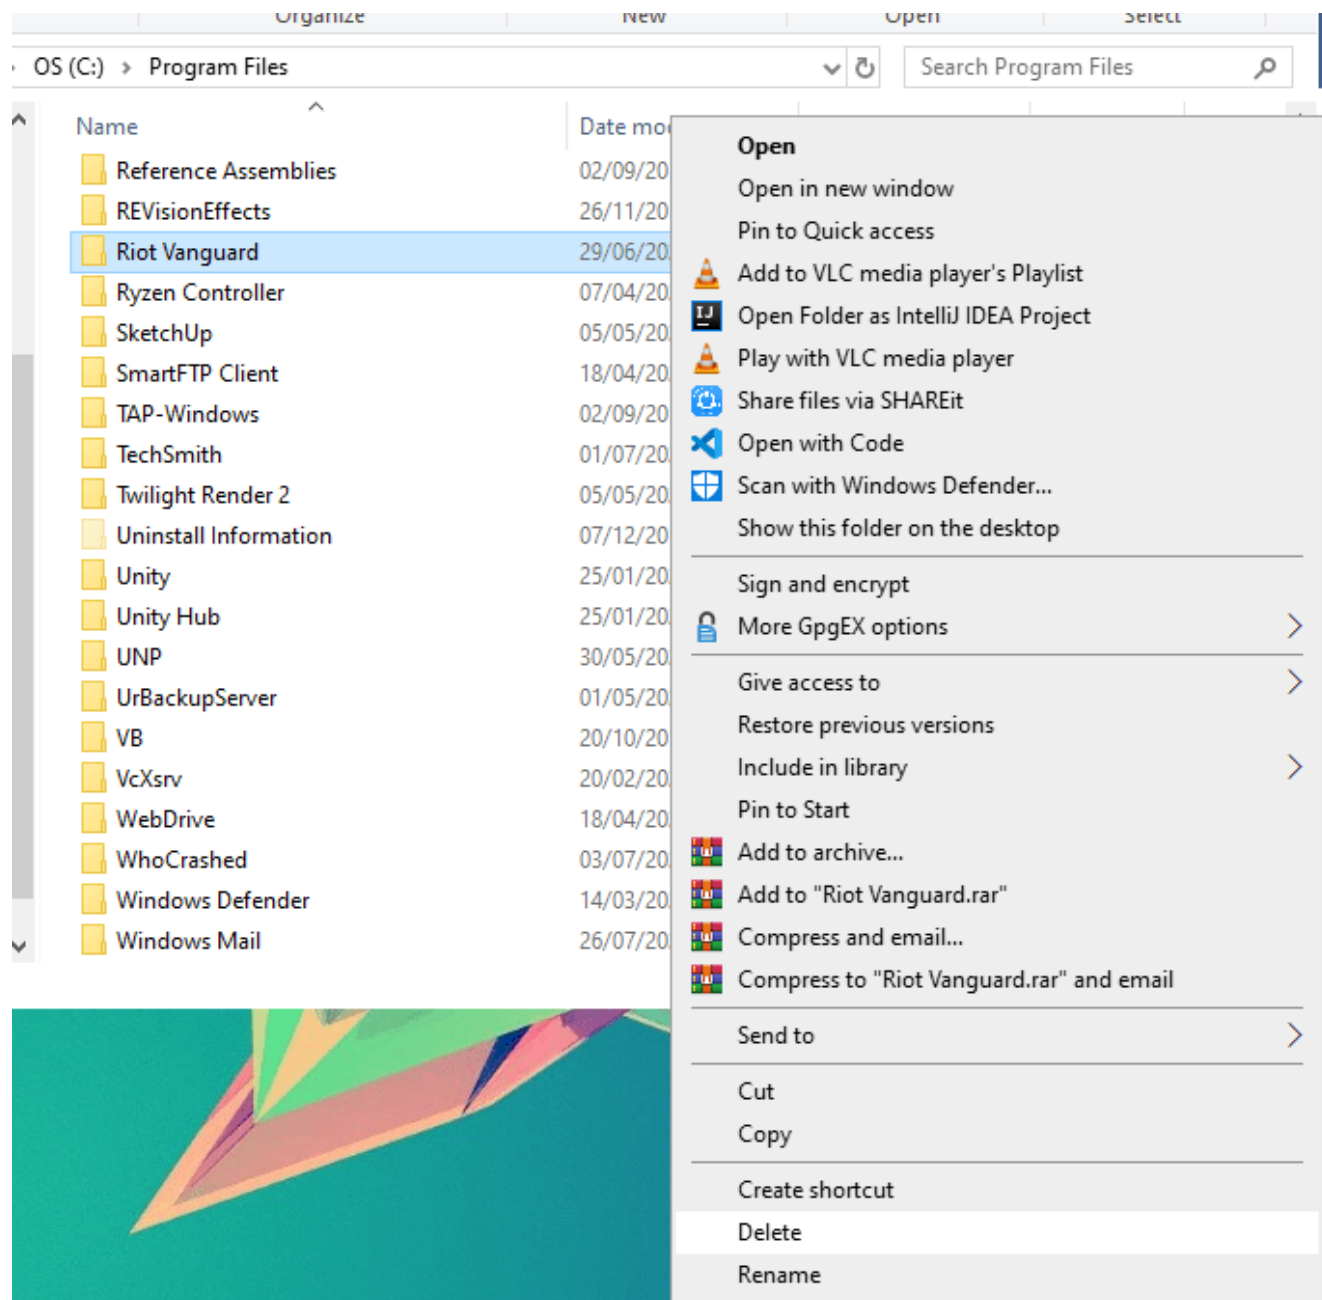 Organize New Open Select
OS (C:) Program Files
Search Program Files
Name Date mo
Reference Assemblies 02/09/20
REVisionEffects 26/11/20
Riot Vanguard 29/06/20
Ryzen Controller 07/04/20
SketchUp 05/05/20
SmartFTP Client 18/04/20
TAP-Windows 02/09/20
TechSmith 01/07/20
Twilight Render 2 05/05/20
Uninstall Information 07/12/20
Unity 25/01/20
Unity Hub 25/01/20
UNP 30/05/20
UrBackupServer 01/05/20
VB 20/10/20
VcXsrv 20/02/20
WebDrive 18/04/20
WhoCrashed 03/07/20
Windows Defender 14/03/20
Windows Mail 26/07/20
Open
Open in new window
Pin to Quick access
Add to VLC media player's Playlist
Open Folder as IntelliJ IDEA Project
Play with VLC media player
Share files via SHAREit
Open with Code
Scan with Windows Defender...
Show this folder on the desktop
Sign and encrypt
More GpgEX options
Give access to
Restore previous versions
Include in library
Pin to Start
Add to archive...
Add to "Riot Vanguard.rar"
Compress and email...
Compress to "Riot Vanguard.rar" and email
Send to
Cut
Copy
Create shortcut
Delete
Rename